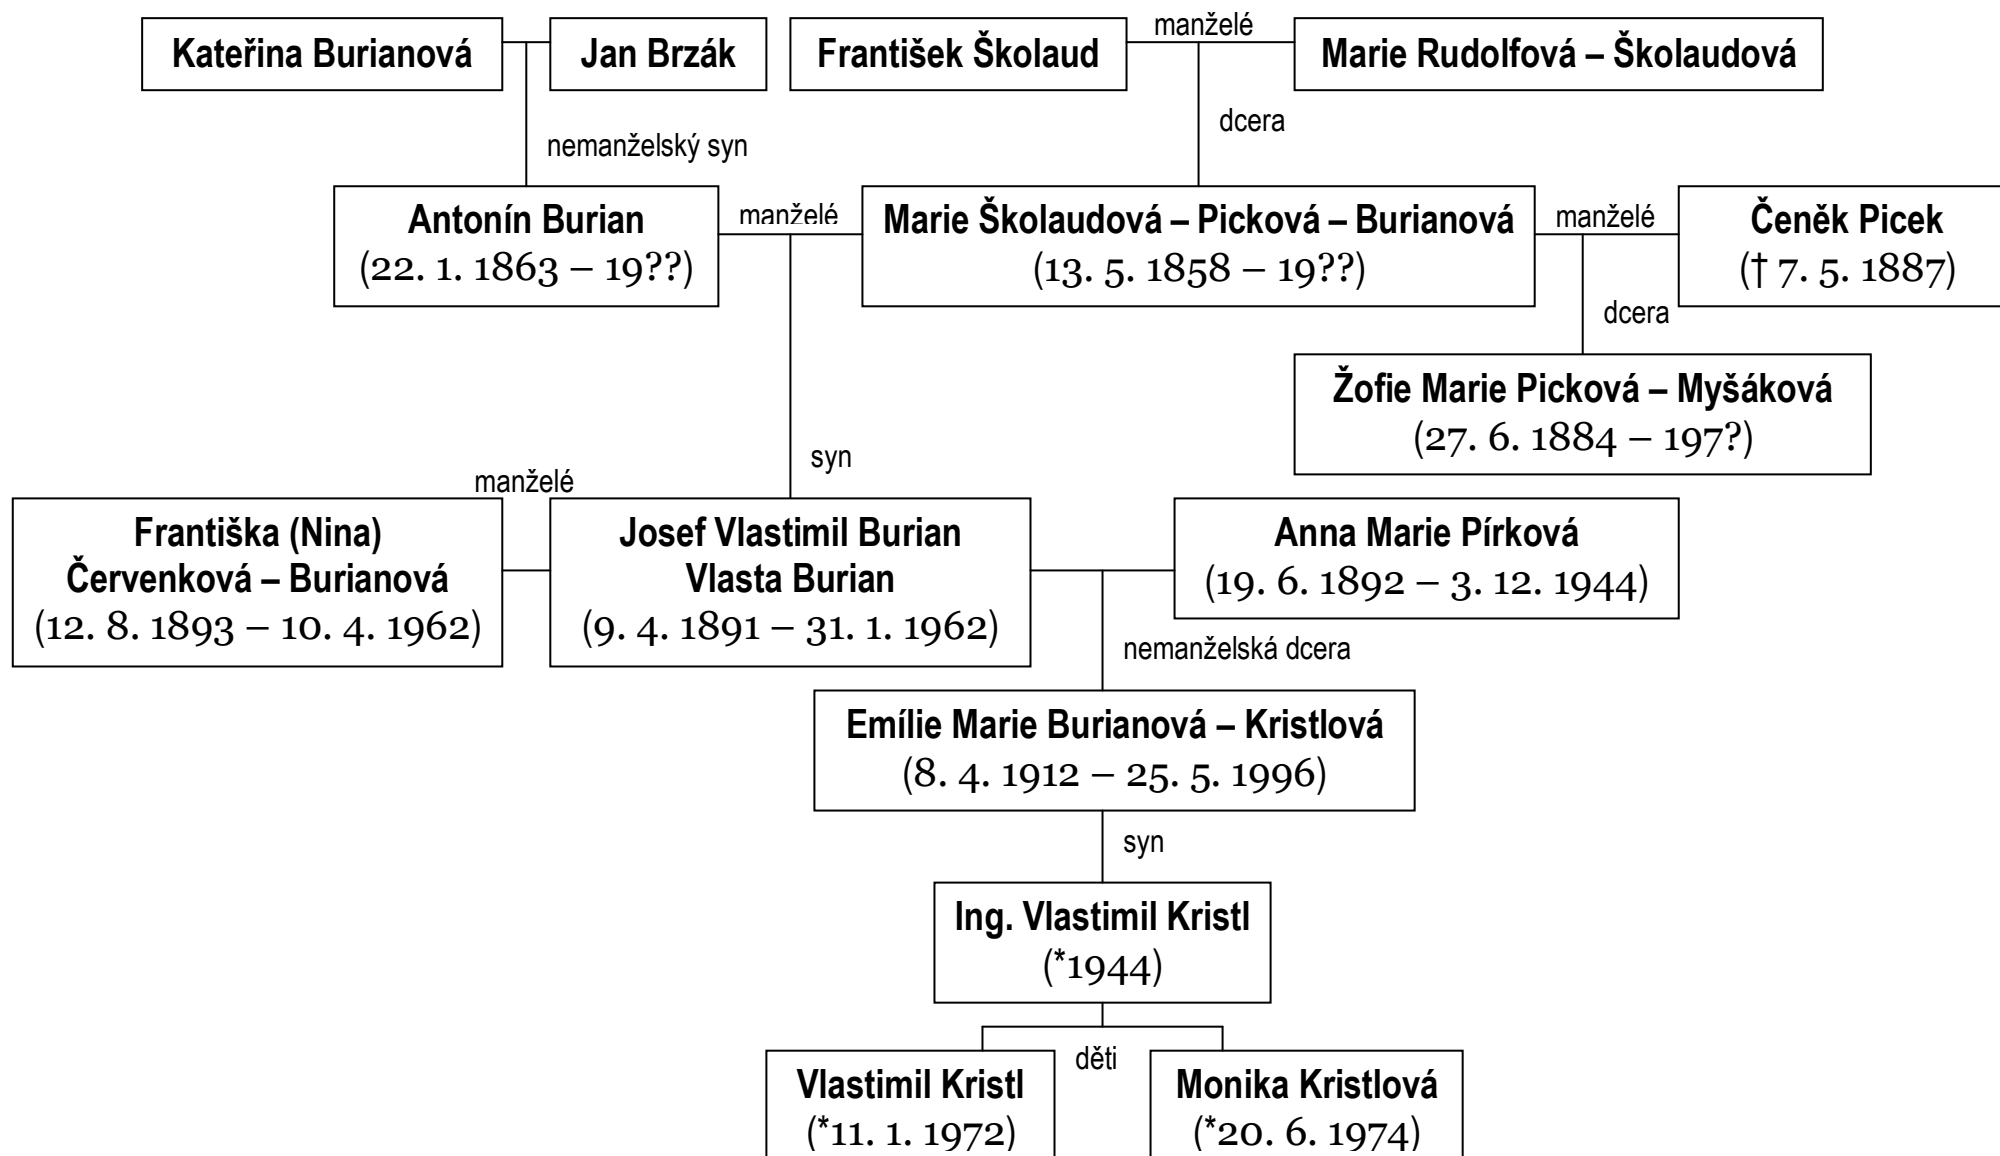 Kateřina Burianová
Jan Brzák
František Školaud
manželé
Marie Rudolfová – Školaudová
nemanželský syn
dcera
Antonín Burian
(22. 1. 1863 – 19??)
manželé
Marie Školaudová – Picková – Burianová
(13. 5. 1858 – 19??)
manželé
Čeněk Picek
(† 7. 5. 1887)
dcera
Žofie Marie Picková – Myšáková
(27. 6. 1884 – 197?)
syn
manželé
Františka (Nina)
Červenková – Burianová
(12. 8. 1893 – 10. 4. 1962)
Josef Vlastimil Burian
Vlasta Burian
(9. 4. 1891 – 31. 1. 1962)
Anna Marie Pírková
(19. 6. 1892 – 3. 12. 1944)
nemanželská dcera
Emílie Marie Burianová – Kristlová
(8. 4. 1912 – 25. 5. 1996)
syn
Ing. Vlastimil Kristl
(*1944)
děti
Vlastimil Kristl
(*11. 1. 1972)
Monika Kristlová
(*20. 6. 1974)